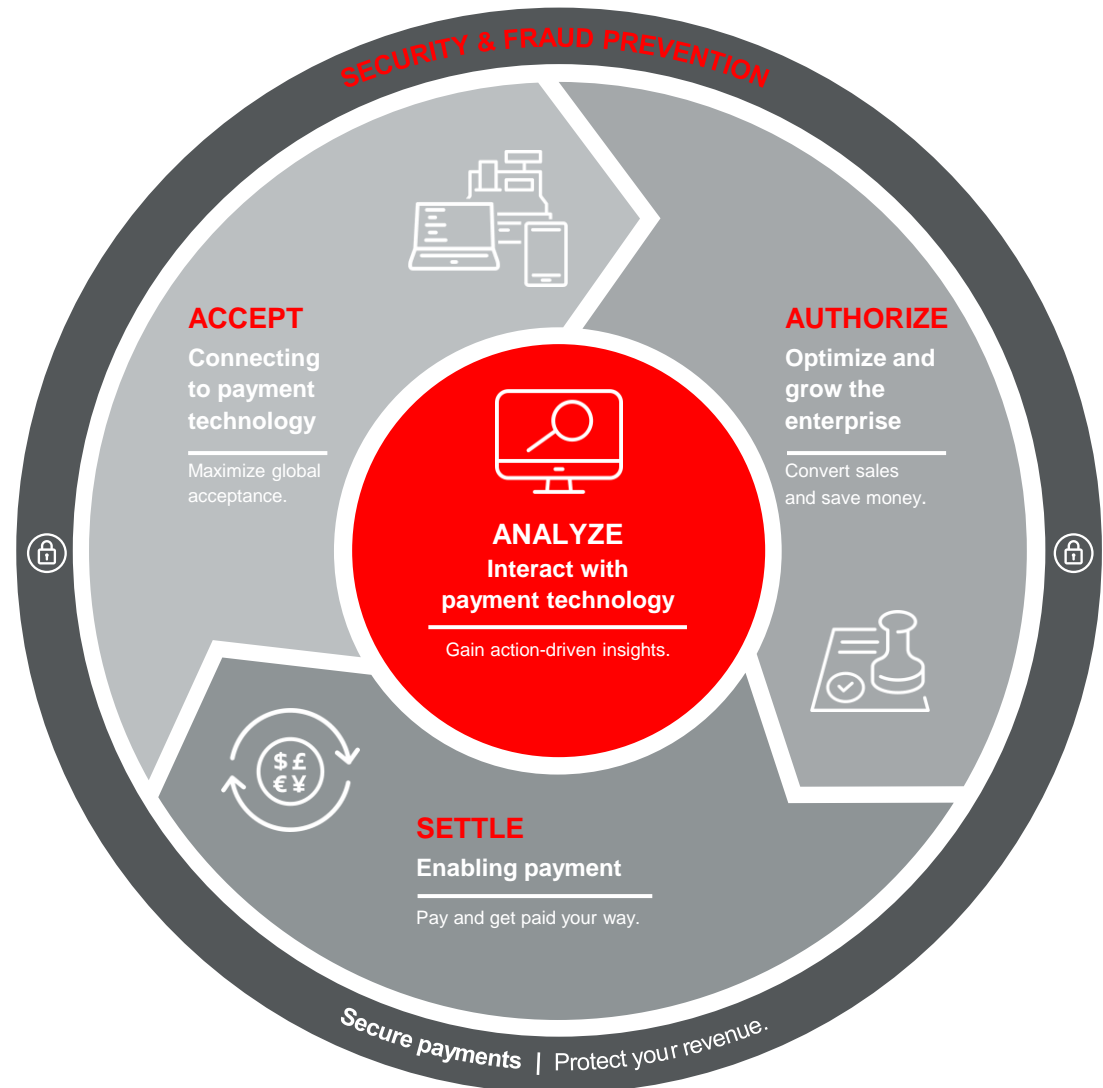 SECURITY & FRAUD PREVENTION
ACCEPT
Connecting
to payment
technology
Maximize global
acceptance.
AUTHORIZE
Optimize and
grow the
enterprise
Convert sales
and save money.
ANALYZE
Interact with
payment technology
Gain action-driven insights.
$£
€¥
SETTLE
Enabling payment
Pay and get paid your way.
Secure payments | Protect your revenue.